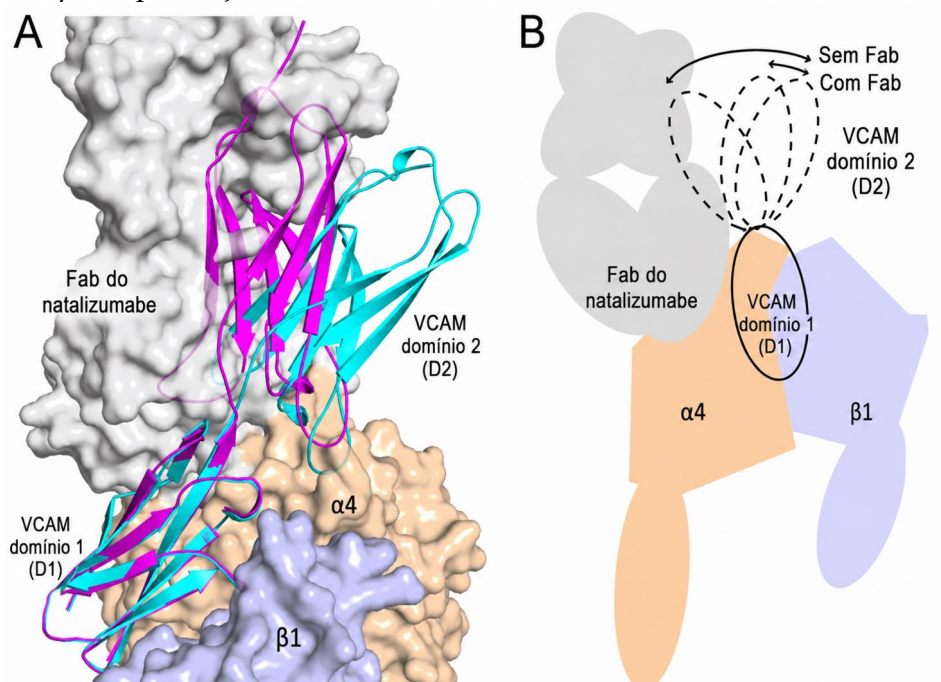 A
Fab do
natalizumabe
VCAM
domínio 2
(D2)
VCAM
domínio 1
(D1)
α4
β1
B
Sem Fab
Com Fab
VCAM
domínio 2
(D2)
Fab do
natalizumabe
VCAM
domínio 1
(D1)
α4
β1